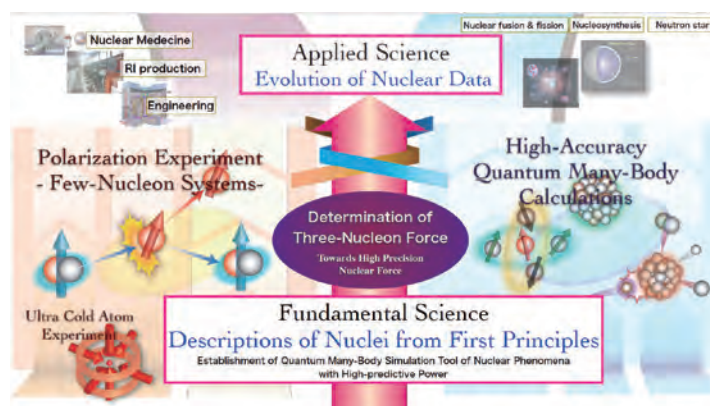 Nuclear Medecine
RI production
Engineering
Applied Science
Evolution of Nuclear Data
Nuclear fusion & fission
Nucleosynthesis
Neutron star
Polarization Experiment
- Few-Nucleon Systems-
High-Accuracy
Quantum Many-Body
Calculations
Determination of
Three-Nucleon Force
Towards High Precision
Nuclear Force
Ultra Cold Atom
Experiment
Fundamental Science
Descriptions of Nuclei from First Principles
Establishment of Quantum Many-Body Simulation Tool of Nuclear Phenomena
with High-predictive Power